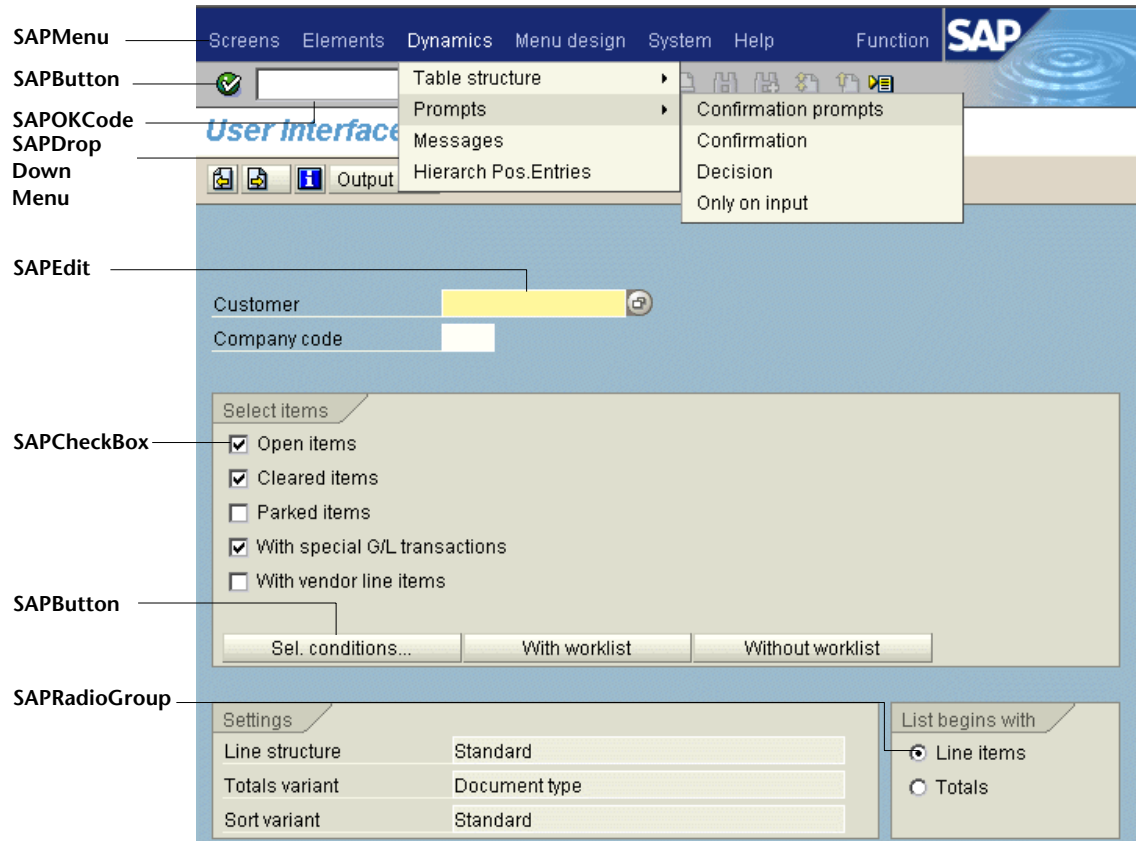 SAPMenu
Screens Elements Dynamics Menu design System Help Function SAP
SAPButton
Table structure
SAPOKCode
Prompts
Confirmation prompts
User Interface
SAPDrop
Down
Menu
Messages
Confirmation
Output
Hierarch Pos.Entries
Decision
Only on input
SAPEdit
Customer
Company code
Select items
SAPCheckBox
Open items
Cleared items
Parked items
With special G/L transactions
With vendor line items
SAPButton
Sel. conditions... With worklist Without worklist
SAPRadioGroup
Settings
Line structure Standard
Totals variant Document type
Sort variant Standard
List begins with
Line items
Totals